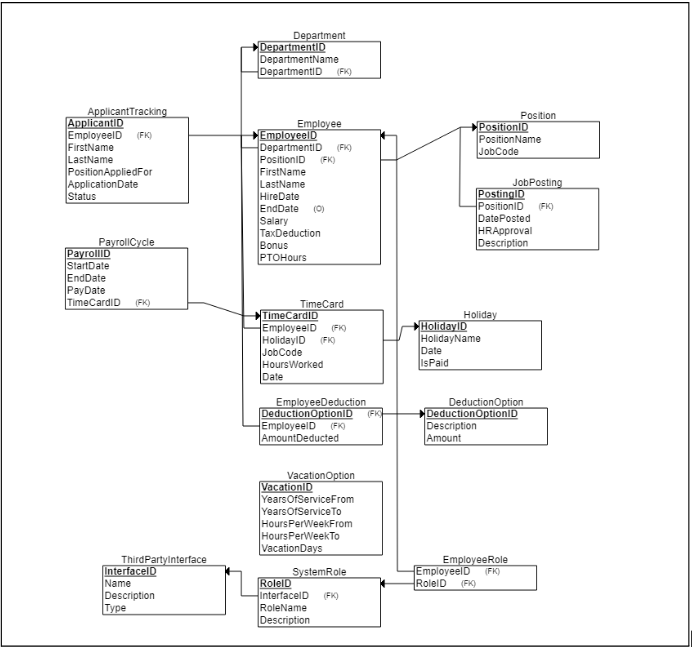 Department
DepartmentID
DepartmentName
DepartmentID (FK)
ApplicantTracking
ApplicantID
EmployeeID (FK)
FirstName
LastName
PositionAppliedFor
ApplicationDate
Status
Employee
EmployeeID
DepartmentID (FK)
PositionID (FK)
FirstName
LastName
HireDate
EndDate (O)
Salary
TaxDeduction
Bonus
PTOHours
Position
PositionID
PositionName
JobCode
JobPosting
PostingID
PositionID (FK)
DatePosted
HRApproval
Description
PayrollCycle
PayrollID
StartDate
EndDate
PayDate
TimeCardID (FK)
TimeCard
TimeCardID
EmployeeID (FK)
HolidayID (FK)
JobCode
HoursWorked
Date
Holiday
HolidayID
HolidayName
Date
IsPaid
EmployeeDeduction
DeductionOptionID (FK)
EmployeeID (FK)
AmountDeducted
DeductionOption
DeductionOptionID
Description
Amount
VacationOption
VacationID
YearsOfServiceFrom
YearsOfServiceTo
HoursPerWeekFrom
HoursPerWeekTo
VacationDays
ThirdPartyInterface
InterfaceID
Name
Description
Type
SystemRole
RoleID
InterfaceID (FK)
RoleName
Description
EmployeeRole
EmployeeID (FK)
RoleID (FK)